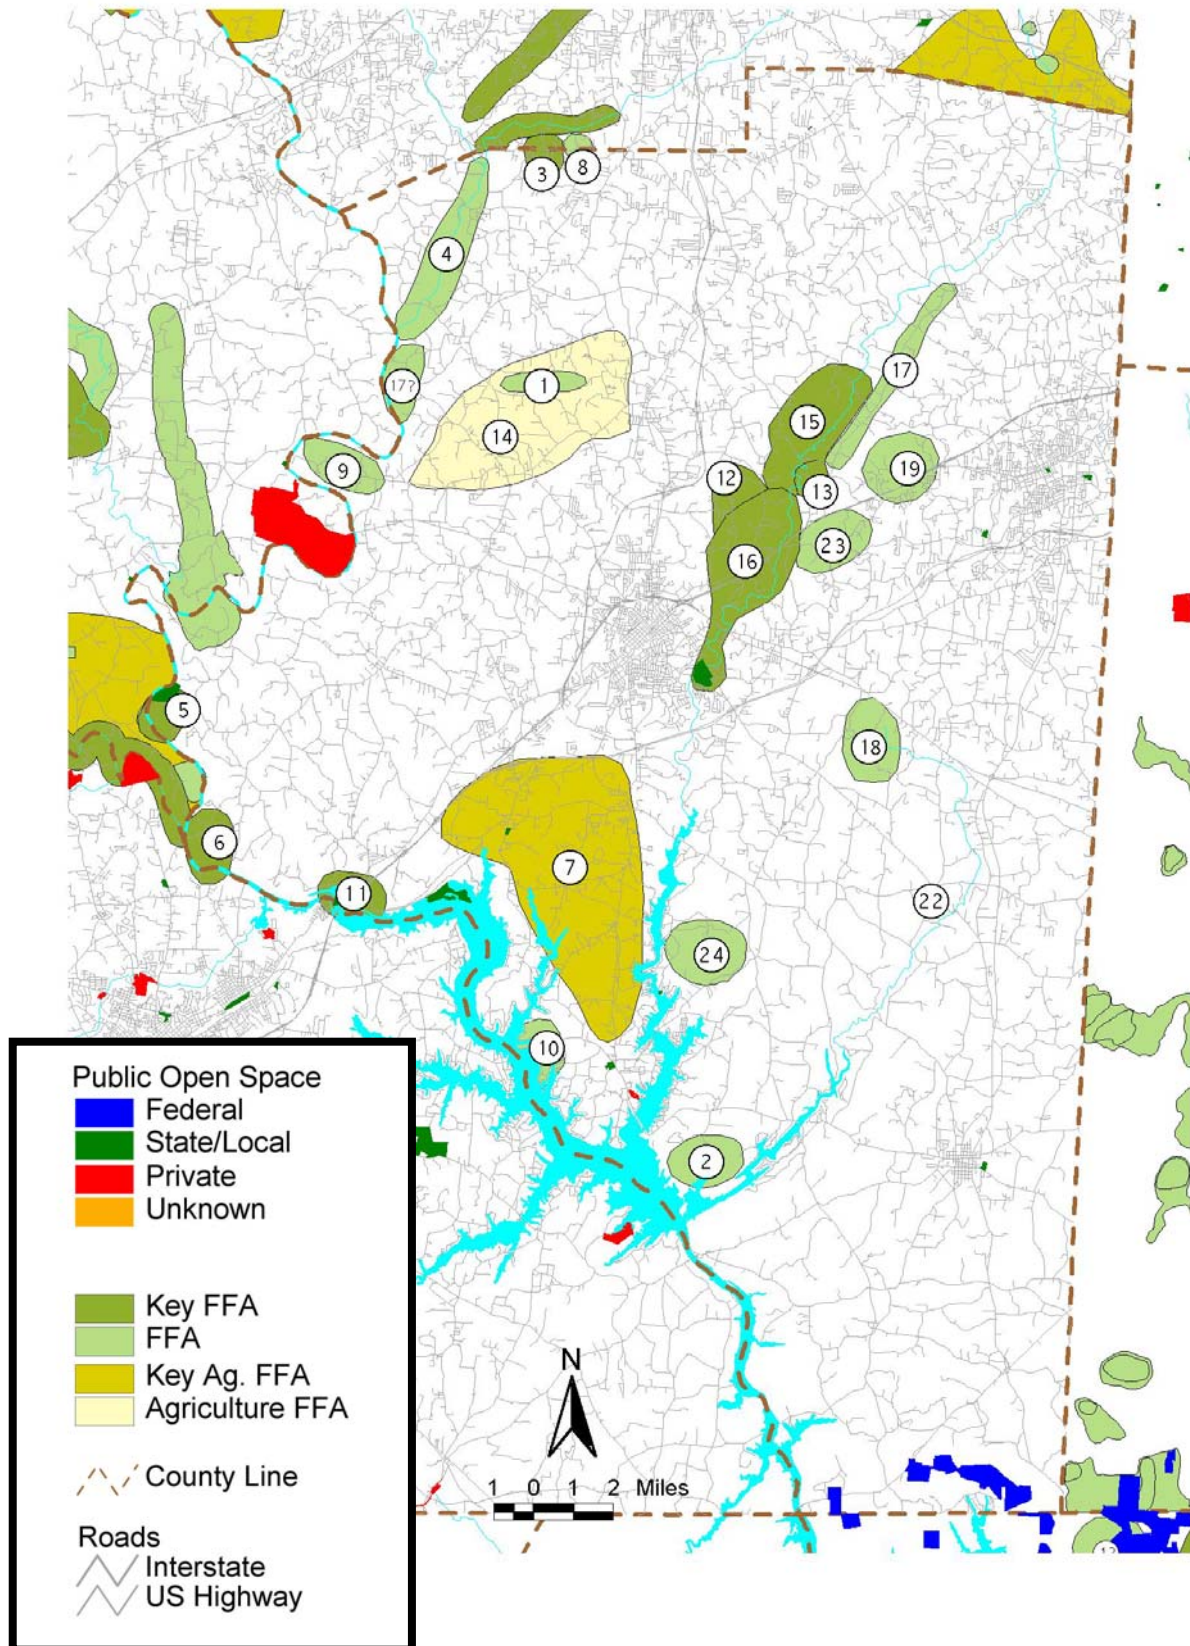 3
8
4
17
1
17?
15
14
19
9
12
13
23
16
5
18
6
7
11
22
24
10
2
Public Open Space
Federal
State/Local
Private
Unknown
Key FFA
FFA
Key Ag. FFA
Agriculture FFA
County Line
Roads
Interstate
US Highway
N
1 0 1 2 Miles